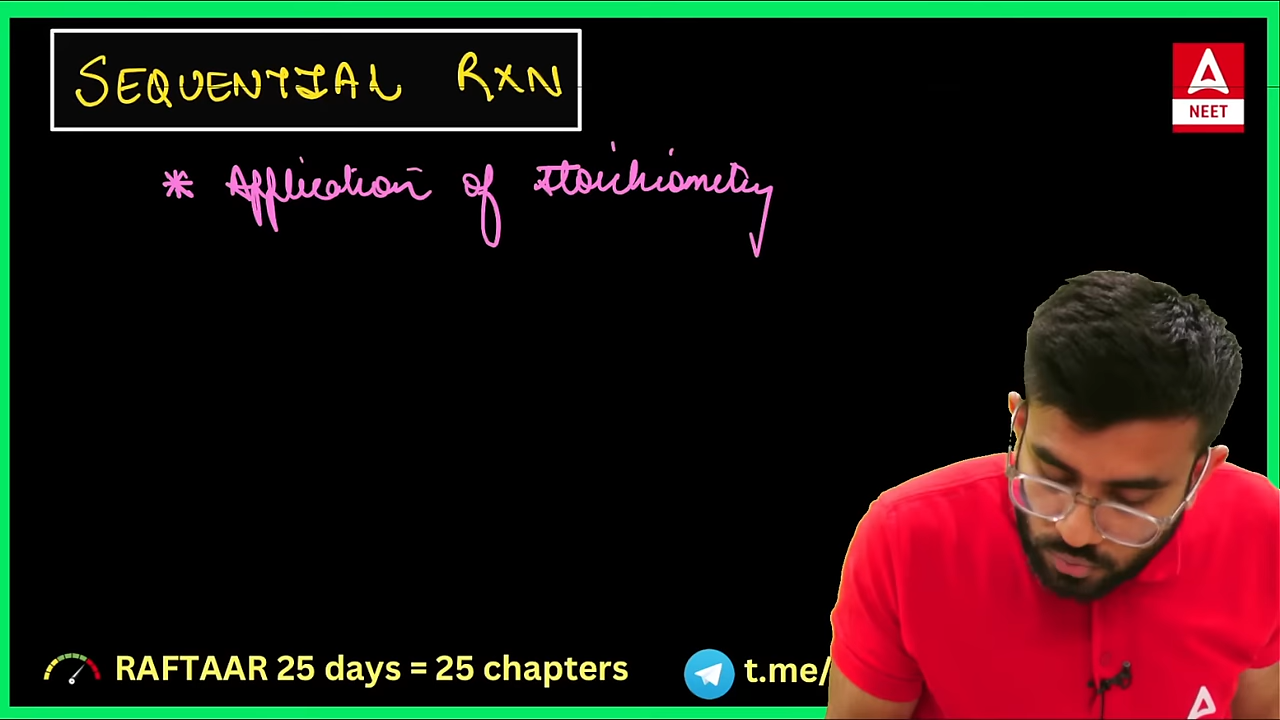 SEQUENTIAL RXN
NEET
* Application of Stoichiometry
RAFTAAR 25 days = 25 chapters
t.me/